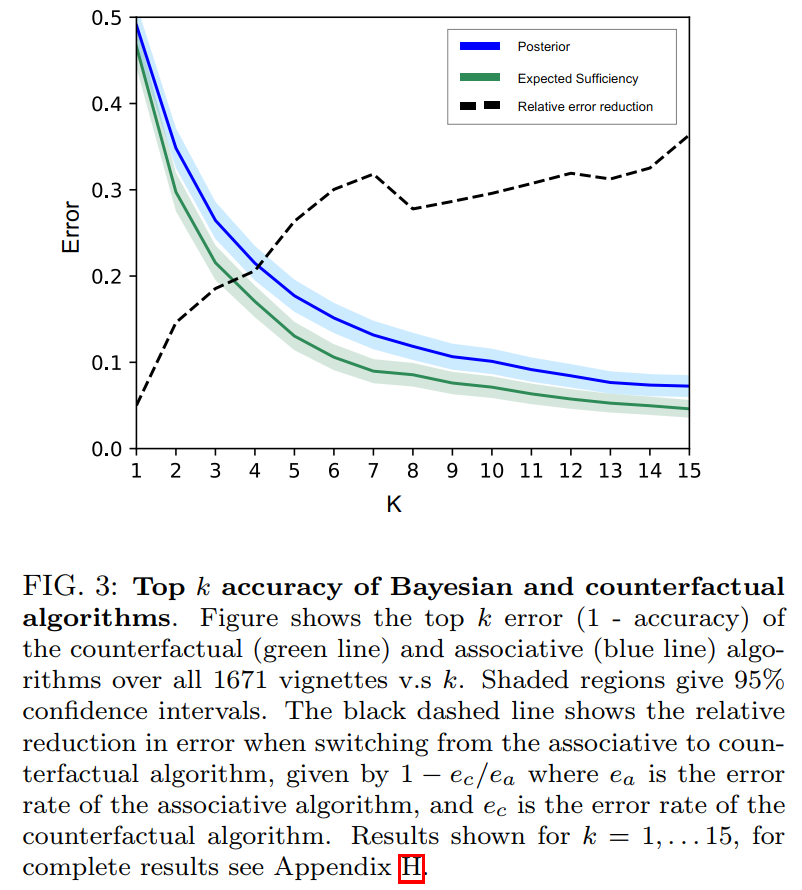 0.5
0.4
0.3
0.2
0.1
0.0
Error
Posterior
Expected Sufficiency
Relative error reduction
1 2 3 4 5 6 7 8 9 10 11 12 13 14 15
K
FIG. 3: Top k accuracy of Bayesian and counterfactual
algorithms. Figure shows the top k error (1 - accuracy) of
the counterfactual (green line) and associative (blue line) algo-
rithms over all 1671 vignettes v.s k. Shaded regions give 95%
confidence intervals. The black dashed line shows the relative
reduction in error when switching from the associative to coun-
terfactual algorithm, given by 1 − e_c/e_a where e_a is the error
rate of the associative algorithm, and e_c is the error rate of the
counterfactual algorithm. Results shown for k = 1, . . . 15, for
complete results see Appendix H.